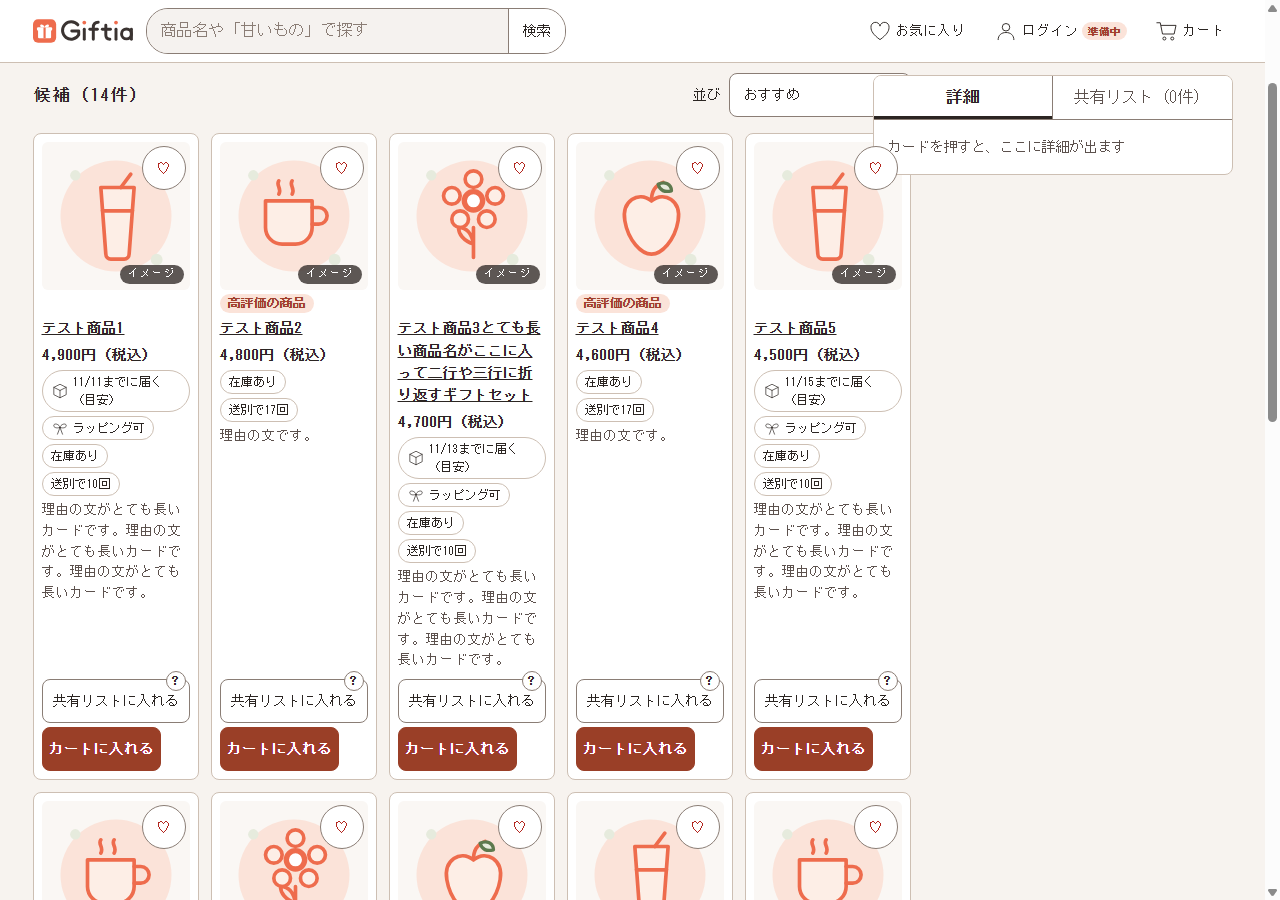 Giftia
商品名や「甘いもの」で探す
検索
お気に入り
ログイン
準備中
カート
候補（14件）
並び
おすすめ
詳細
共有リスト（0件）
カードを押すと、ここに詳細が出ます
イメージ
テスト商品1
4,900円（税込）
11/11までに届く
（目安）
ラッピング可
在庫あり
送別で10回
理由の文がとても長い
カードです。理由の文
がとても長いカードで
す。理由の文がとても
長いカードです。
共有リストに入れる
?
カートに入れる
イメージ
高評価の商品
テスト商品2
4,800円（税込）
在庫あり
送別で17回
理由の文です。
共有リストに入れる
?
カートに入れる
イメージ
テスト商品3とても長
い商品名がここに入
って二行や三行に折
り返すギフトセット
4,700円（税込）
11/13までに届く
（目安）
ラッピング可
在庫あり
送別で10回
理由の文がとても長い
カードです。理由の文
がとても長いカードで
す。理由の文がとても
長いカードです。
共有リストに入れる
?
カートに入れる
イメージ
高評価の商品
テスト商品4
4,600円（税込）
在庫あり
送別で17回
理由の文です。
共有リストに入れる
?
カートに入れる
イメージ
テスト商品5
4,500円（税込）
11/15までに届く
（目安）
ラッピング可
在庫あり
送別で10回
理由の文がとても長い
カードです。理由の文
がとても長いカードで
す。理由の文がとても
長いカードです。
共有リストに入れる
?
カートに入れる